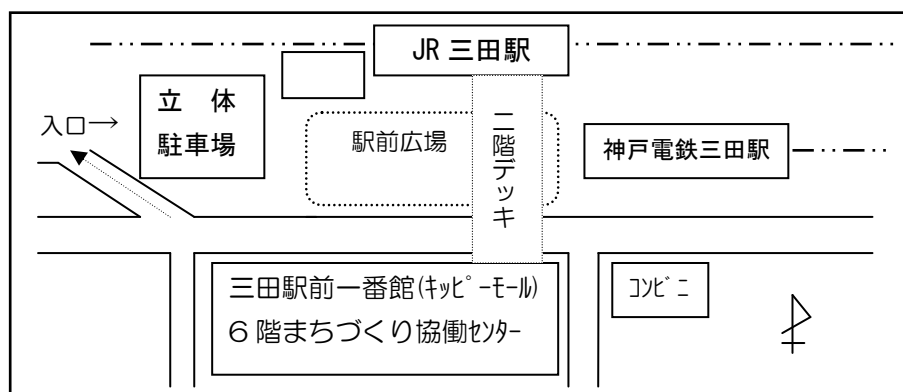 JR 三田駅
立　体
駐車場
入口→
駅前広場
二階デッキ
神戸電鉄三田駅
三田駅前一番館(ｷｯﾋﾟｰﾓｰﾙ)
６階まちづくり協働ｾﾝﾀｰ
ｺﾝﾋﾞﾆ